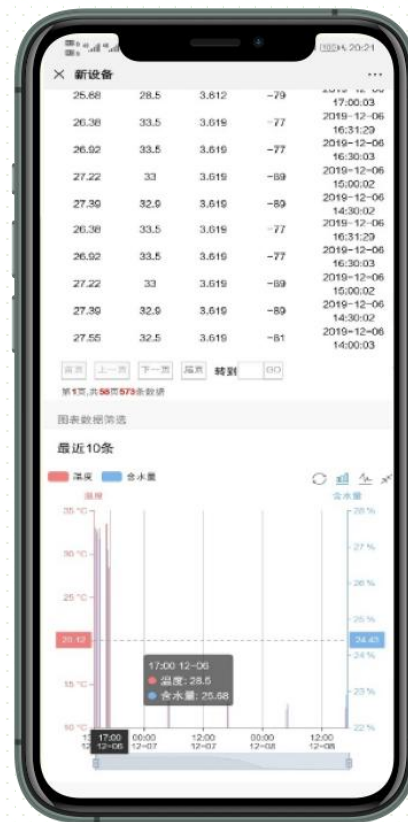 20:21
新设备
25.68 28.5 3.612 -79
17:00:03
26.38 33.5 3.619 -77 2019-12-06 16:31:29
26.92 33.5 3.619 -77 2019-12-06 16:30:03
27.22 33 3.619 -89 2019-12-06 15:00:02
27.39 32.9 3.619 -89 2019-12-06 14:30:02
26.38 33.5 3.619 -77 2019-12-06 16:31:29
26.92 33.5 3.619 -77 2019-12-06 16:30:03
27.22 33 3.619 -89 2019-12-06 15:00:02
27.39 32.9 3.619 -89 2019-12-06 14:30:02
27.55 32.5 3.619 -81 2019-12-06 14:00:03
首页 上一页 下一页 尾页 转到 GO
第1页,共58页573条数据
图表数据筛选
最近10条
温度 含水量
温度 含水量
35 °C 28 %
30 °C 27 %
26 %
25 °C
25 %
20.12 24.43
24 %
17:00 12-06
温度: 28.5
含水量: 25.68
15 °C 23 %
10 °C 22 %
17:00 00:00 12:00 00:00 12:00
12-06 12-07 12-07 12-08 12-08